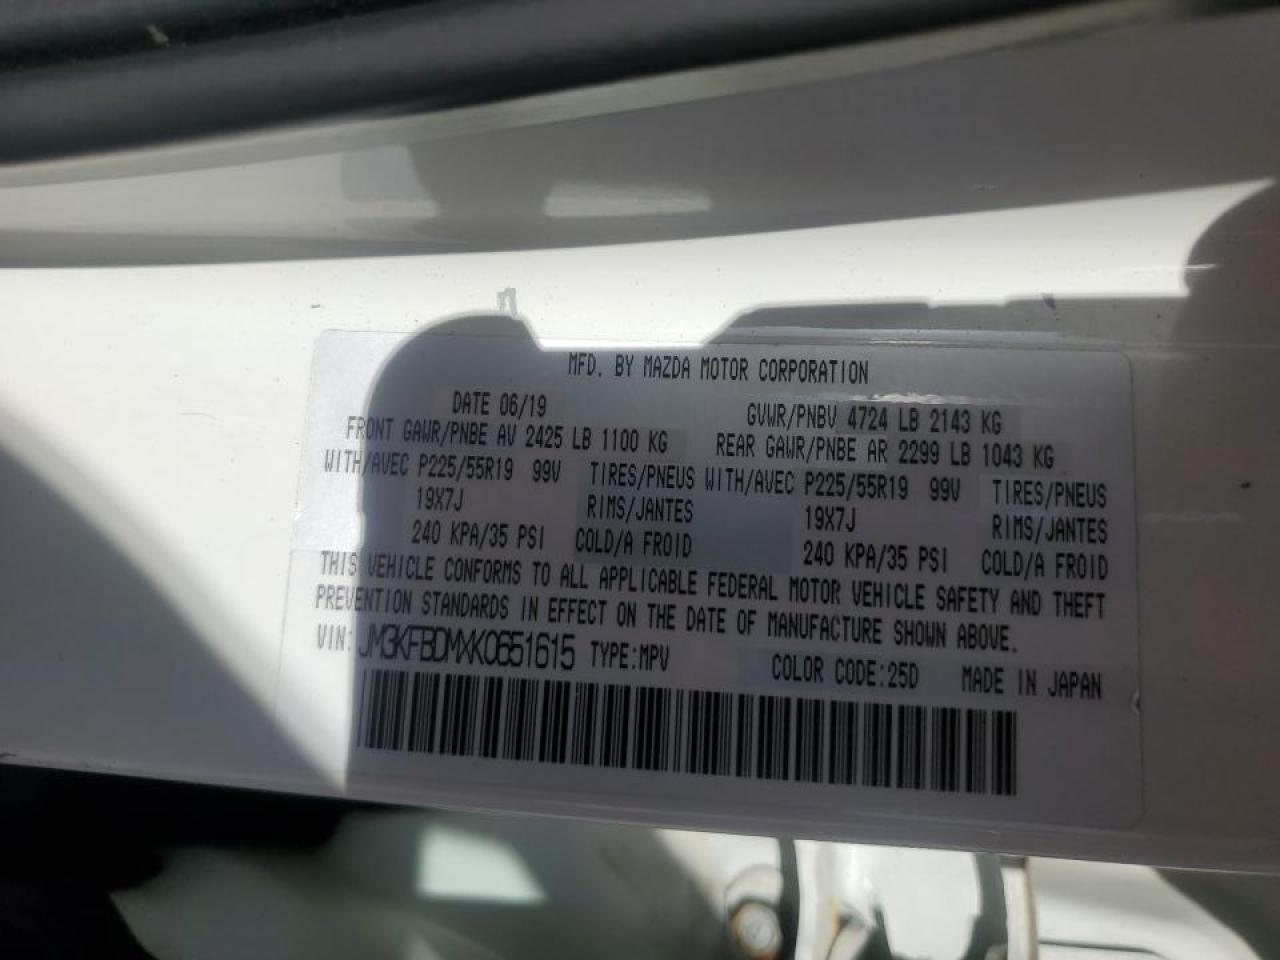 MFD. BY MAZDA MOTOR CORPORATION
DATE 06/19 GVWR/PNBV 4724 LB 2143 KG
FRONT GAWR/PNBE AV 2425 LB 1100 KG REAR GAWR/PNBE AR 2299 LB 1043 KG
WITH/AVEC P225/55R19 99V TIRES/PNEUS WITH/AVEC P225/55R19 99V TIRES/PNEUS
19X7J RIMS/JANTES 19X7J RIMS/JANTES
240 KPA/35 PSI COLD/A FROID 240 KPA/35 PSI COLD/A FROID
THIS VEHICLE CONFORMS TO ALL APPLICABLE FEDERAL MOTOR VEHICLE SAFETY AND THEFT
PREVENTION STANDARDS IN EFFECT ON THE DATE OF MANUFACTURE SHOWN ABOVE.
VIN: JM3KFBDMXK0651615 TYPE:MPV COLOR CODE:25D MADE IN JAPAN